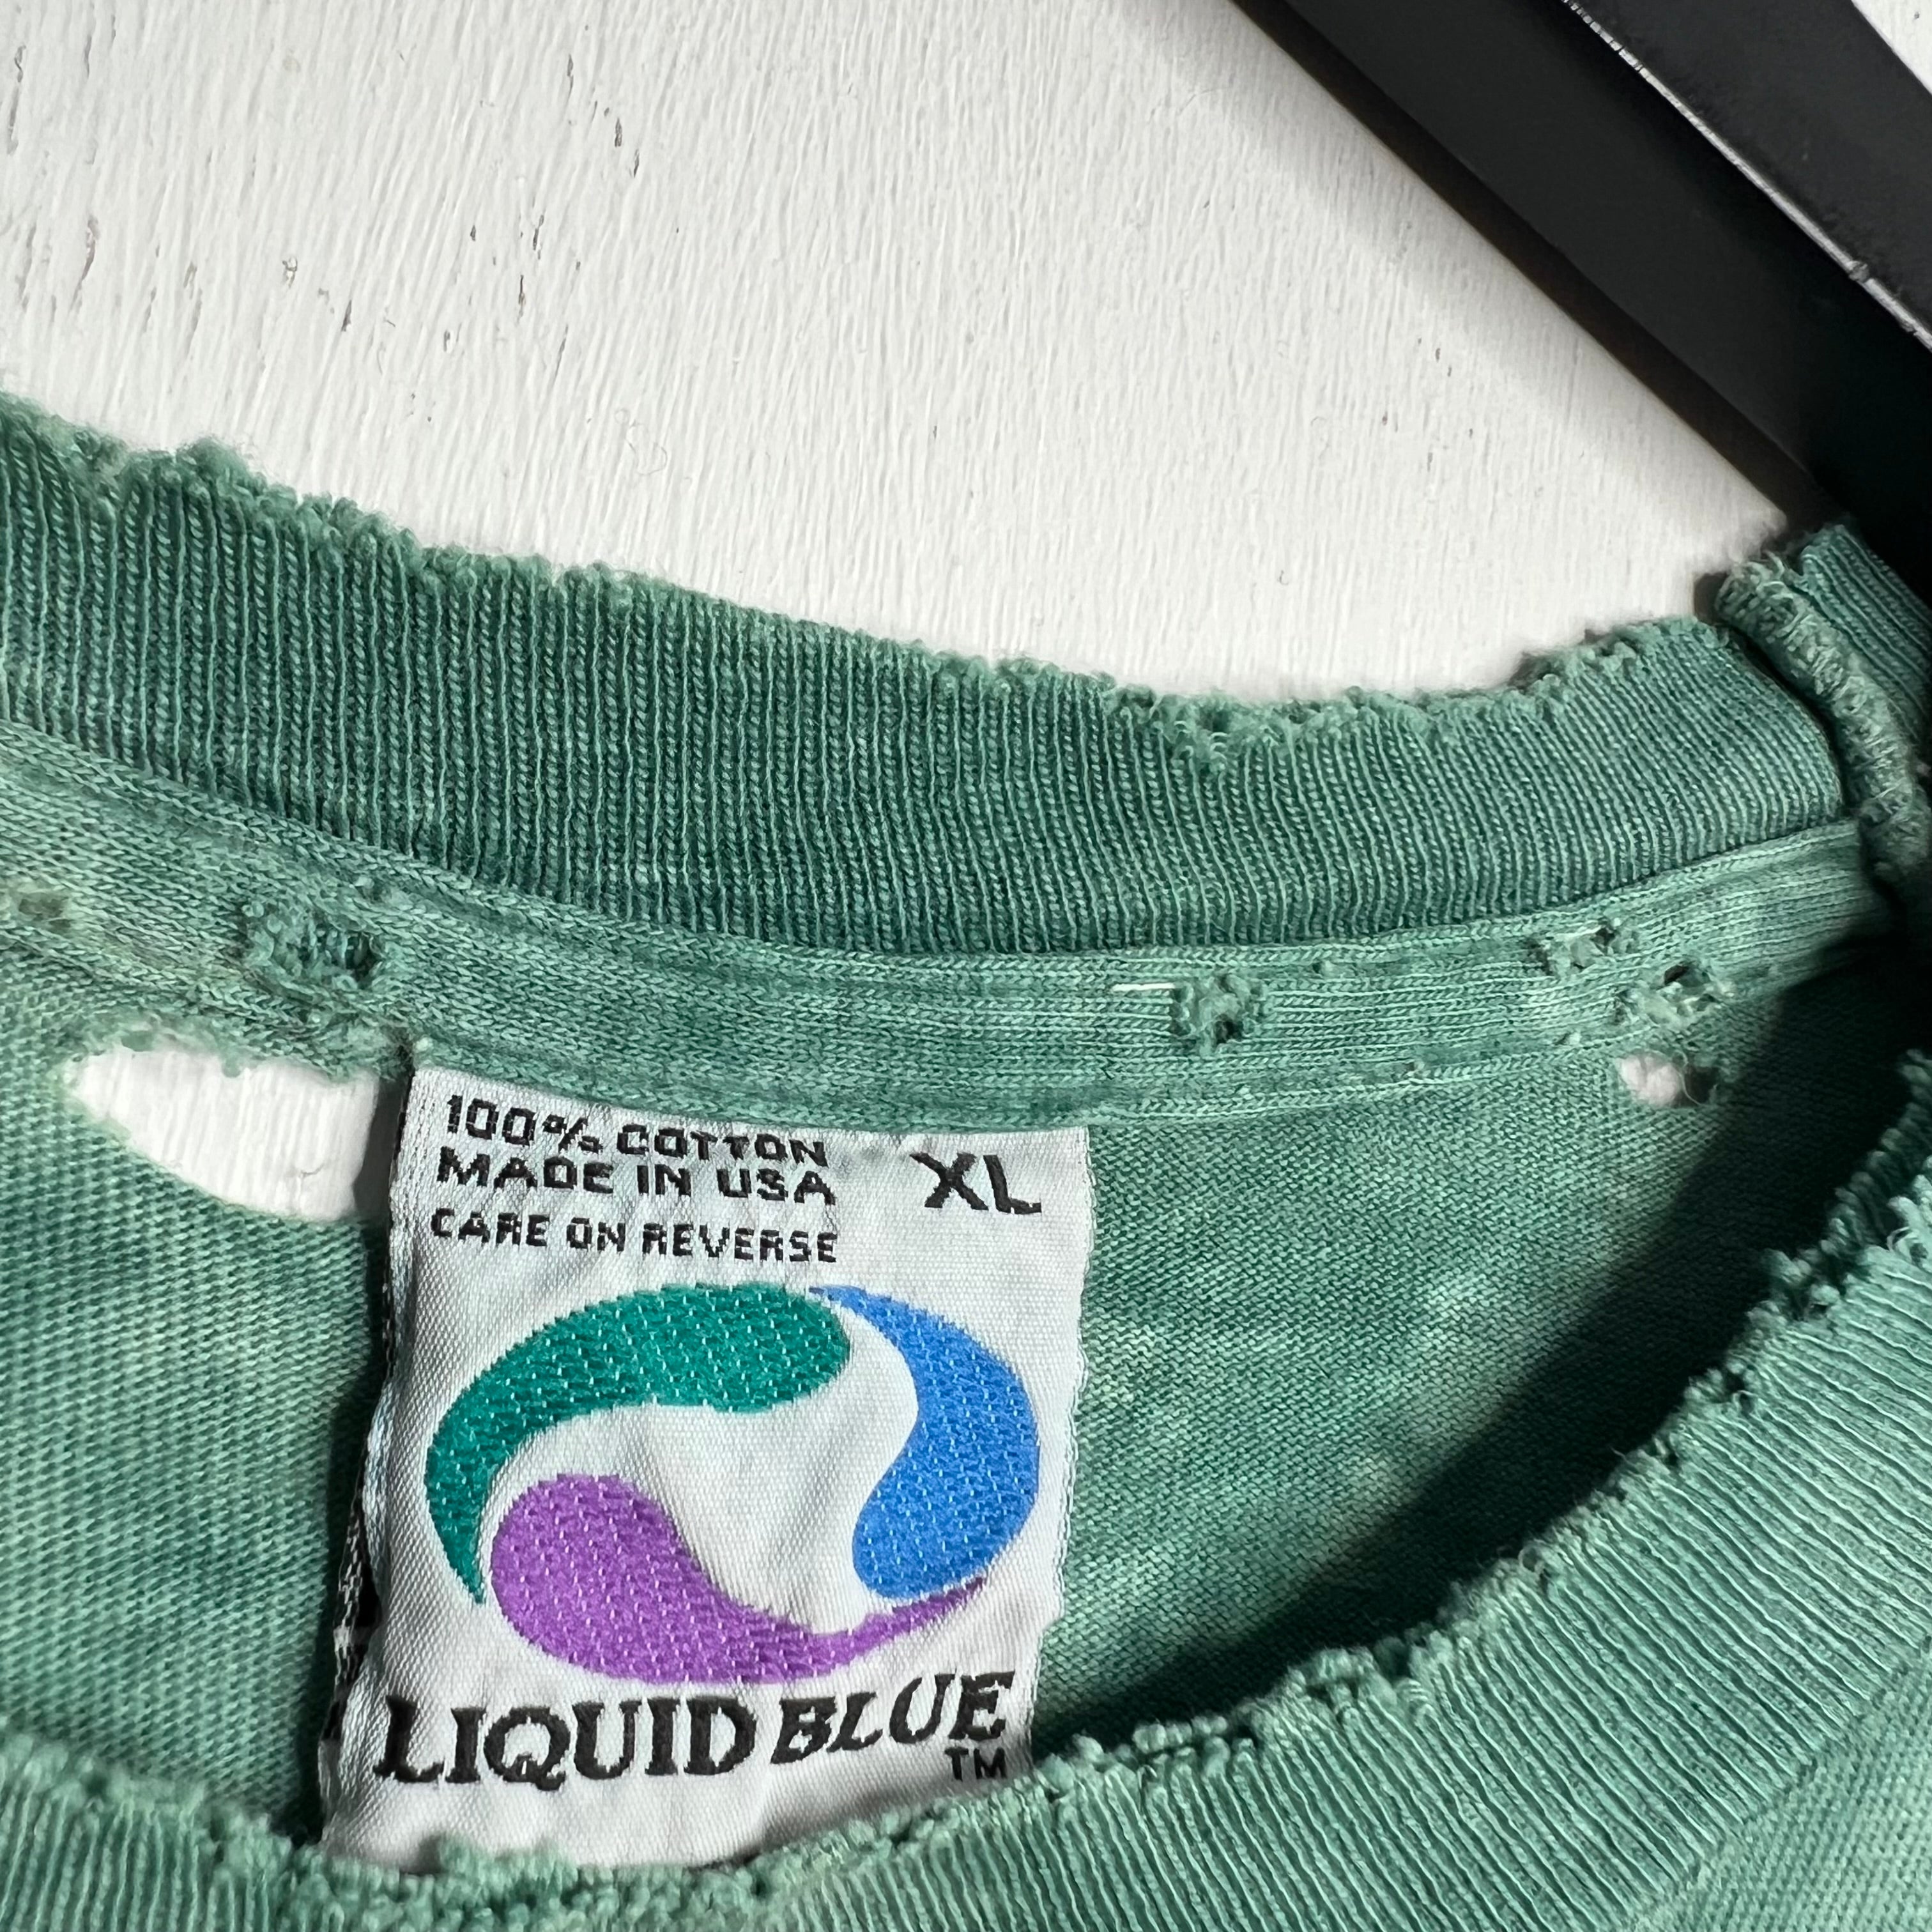 100% COTTON
MADE IN USA
XL
CARE ON REVERSE
LIQUID BLUE
TM